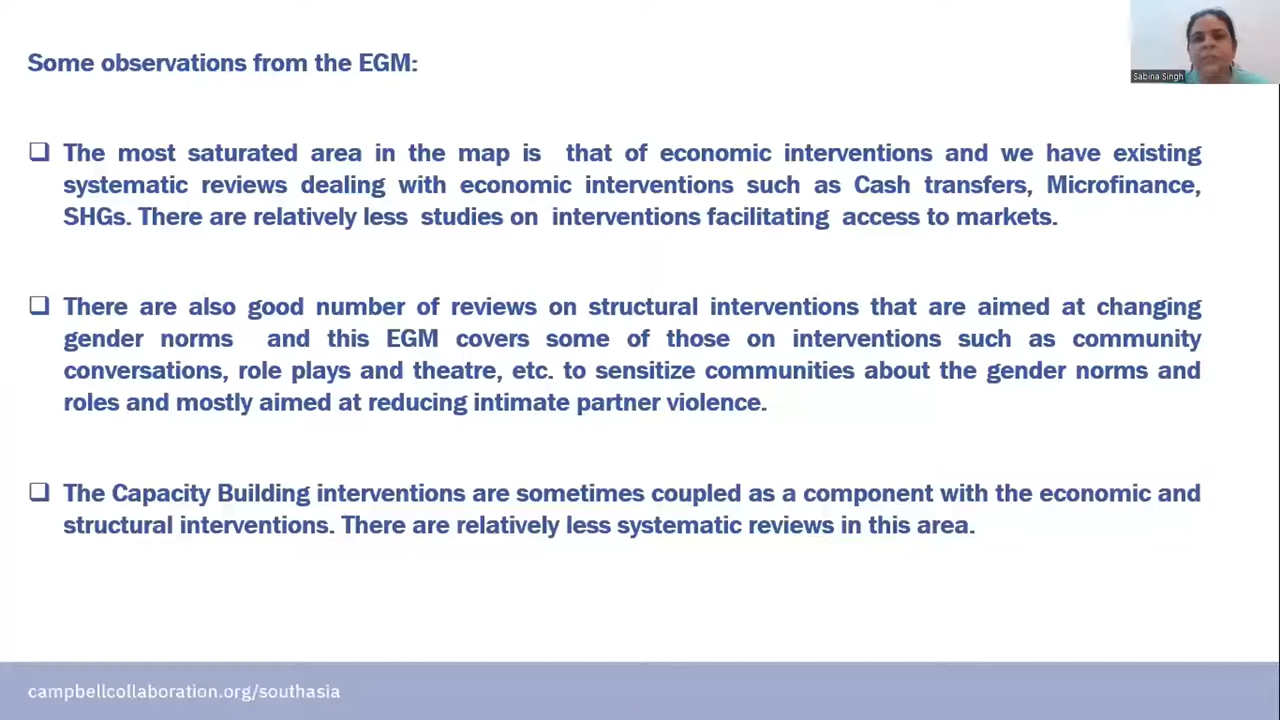 Some observations from the EGM:
Sabina Singh
❑ The most saturated area in the map is that of economic interventions and we have existing
systematic reviews dealing with economic interventions such as Cash transfers, Microfinance,
SHGs. There are relatively less studies on interventions facilitating access to markets.
❑ There are also good number of reviews on structural interventions that are aimed at changing
gender norms and this EGM covers some of those on interventions such as community
conversations, role plays and theatre, etc. to sensitize communities about the gender norms and
roles and mostly aimed at reducing intimate partner violence.
❑ The Capacity Building interventions are sometimes coupled as a component with the economic and
structural interventions. There are relatively less systematic reviews in this area.
campbellcollaboration.org/southasia